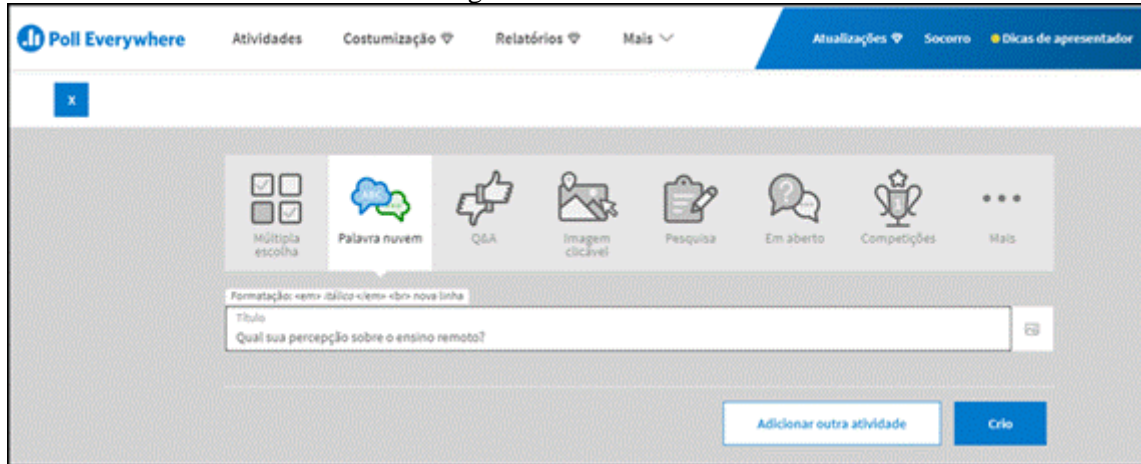 Poll Everywhere Atividades Costumização Relatórios Mais Atualizações Socorro Dicas de apresentador
x
ABC
Múltipla escolha
Palavra nuvem
Q&A
Imagem clicável
Pesquisa
Em aberto
Competições
Mais
Formatação: <em> itálico </em> <br> nova linha
Título
Qual sua percepção sobre o ensino remoto?
Adicionar outra atividade Crio